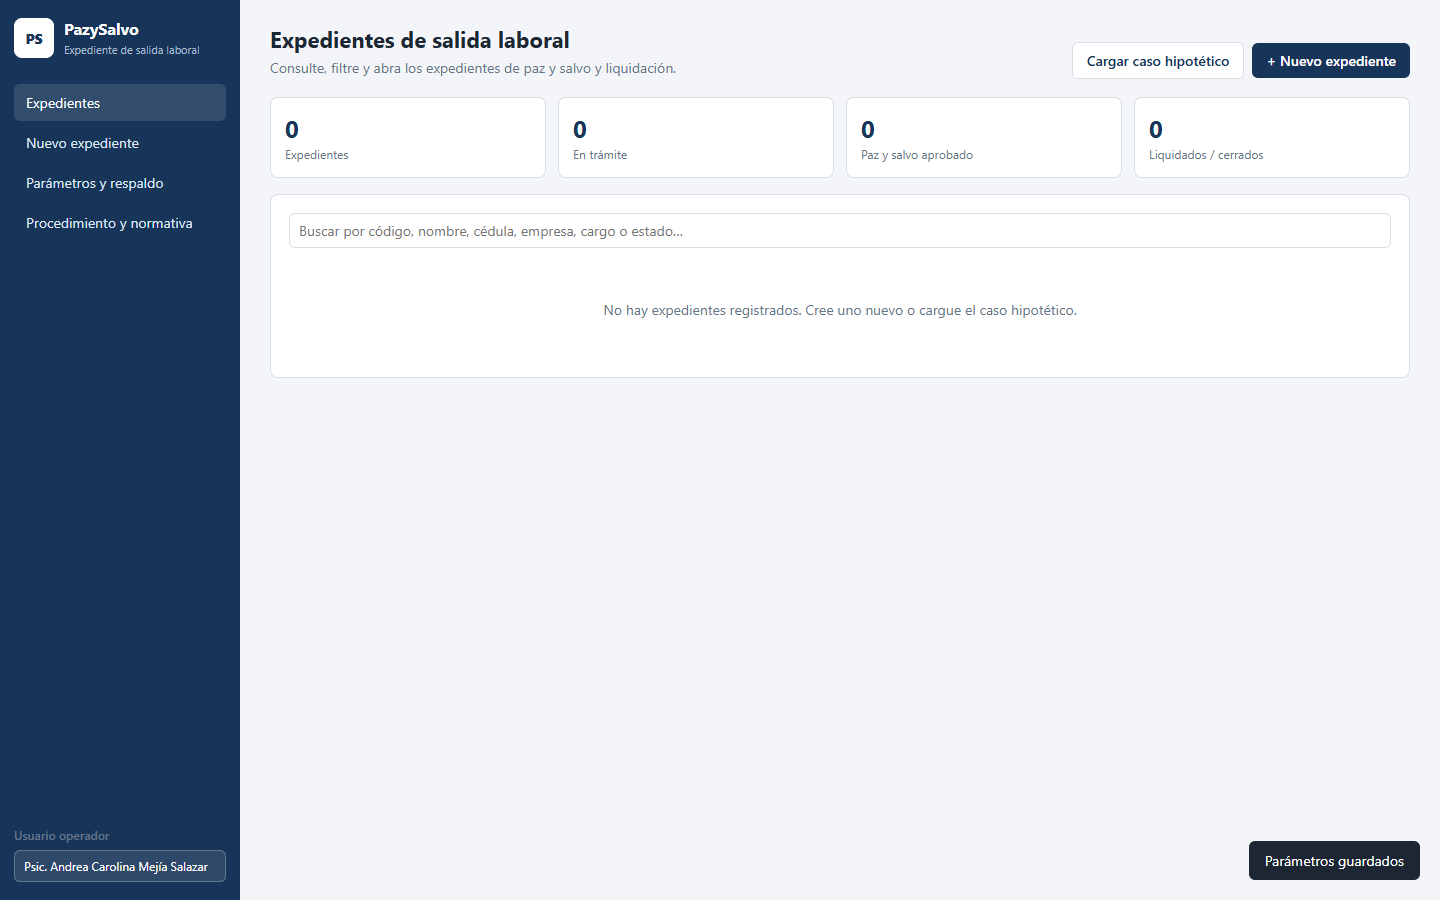 PS
PazySalvo
Expediente de salida laboral
Expedientes
Nuevo expediente
Parámetros y respaldo
Procedimiento y normativa
Usuario operador
Psic. Andrea Carolina Mejía Salazar
Expedientes de salida laboral
Consulte, filtre y abra los expedientes de paz y salvo y liquidación.
Cargar caso hipotético
+ Nuevo expediente
0
Expedientes
0
En trámite
0
Paz y salvo aprobado
0
Liquidados / cerrados
Buscar por código, nombre, cédula, empresa, cargo o estado...
No hay expedientes registrados. Cree uno nuevo o cargue el caso hipotético.
Parámetros guardados